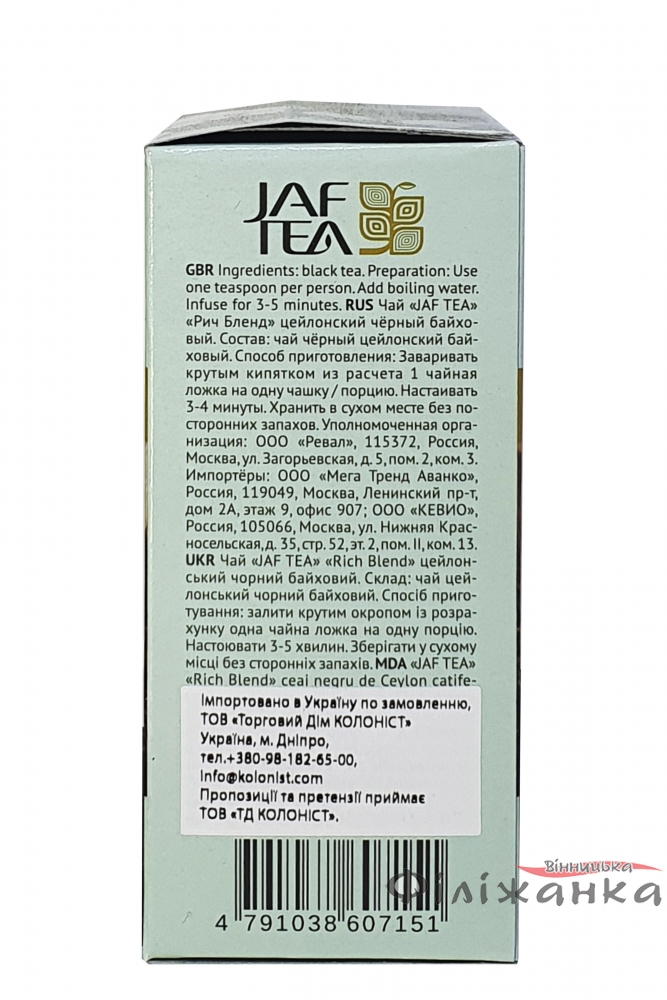 JAF
TEA
GBR Ingredients: black tea. Preparation: Use
one teaspoon per person. Add boiling water.
Infuse for 3-5 minutes. RUS Чай «JAF TEA»
«Рич Бленд» цейлонский чёрный байхо-
вый. Состав: чай чёрный цейлонский бай-
ховый. Способ приготовления: Заваривать
крутым кипятком из расчета 1 чайная
ложка на одну чашку / порцию. Настаивать
3-4 минуты. Хранить в сухом месте без по-
сторонних запахов. Уполномоченная орга-
низация: ООО «Ревал», 115372, Россия,
Москва, ул. Загорьевская, д. 5, пом. 2, ком. 3.
Импортёры: ООО «Мега Тренд Аванко»,
Россия, 119049, Москва, Ленинский пр-т,
дом 2А, этаж 9, офис 907; ООО «КЕВИО»,
Россия, 105066, Москва, ул. Нижняя Крас-
носельская, д. 35, стр. 52, эт. 2, пом. II, ком. 13.
UKR Чай «JAF TEA» «Rich Blend» цейлон-
ський чорний байховий. Склад: чай цей-
лонський чорний байховий. Спосіб приго-
тування: залити крутим окропом із розра-
хунку одна чайна ложка на одну порцію.
Настоювати 3-5 хвилин. Зберігати у сухому
місці без сторонніх запахів. MDA «JAF TEA»
«Rich Blend» ceai negru de Ceylon catife-
Імпортовано в Україну по замовленню,
ТОВ «Торговий Дім КОЛОНІСТ»
Україна, м. Дніпро,
тел.+380-98-182-65-00,
Info@kolonist.com
Пропозиції та претензії приймає
ТОВ «ТД КОЛОНІСТ».
4 791038 607151
Вінницька
Філіжанка